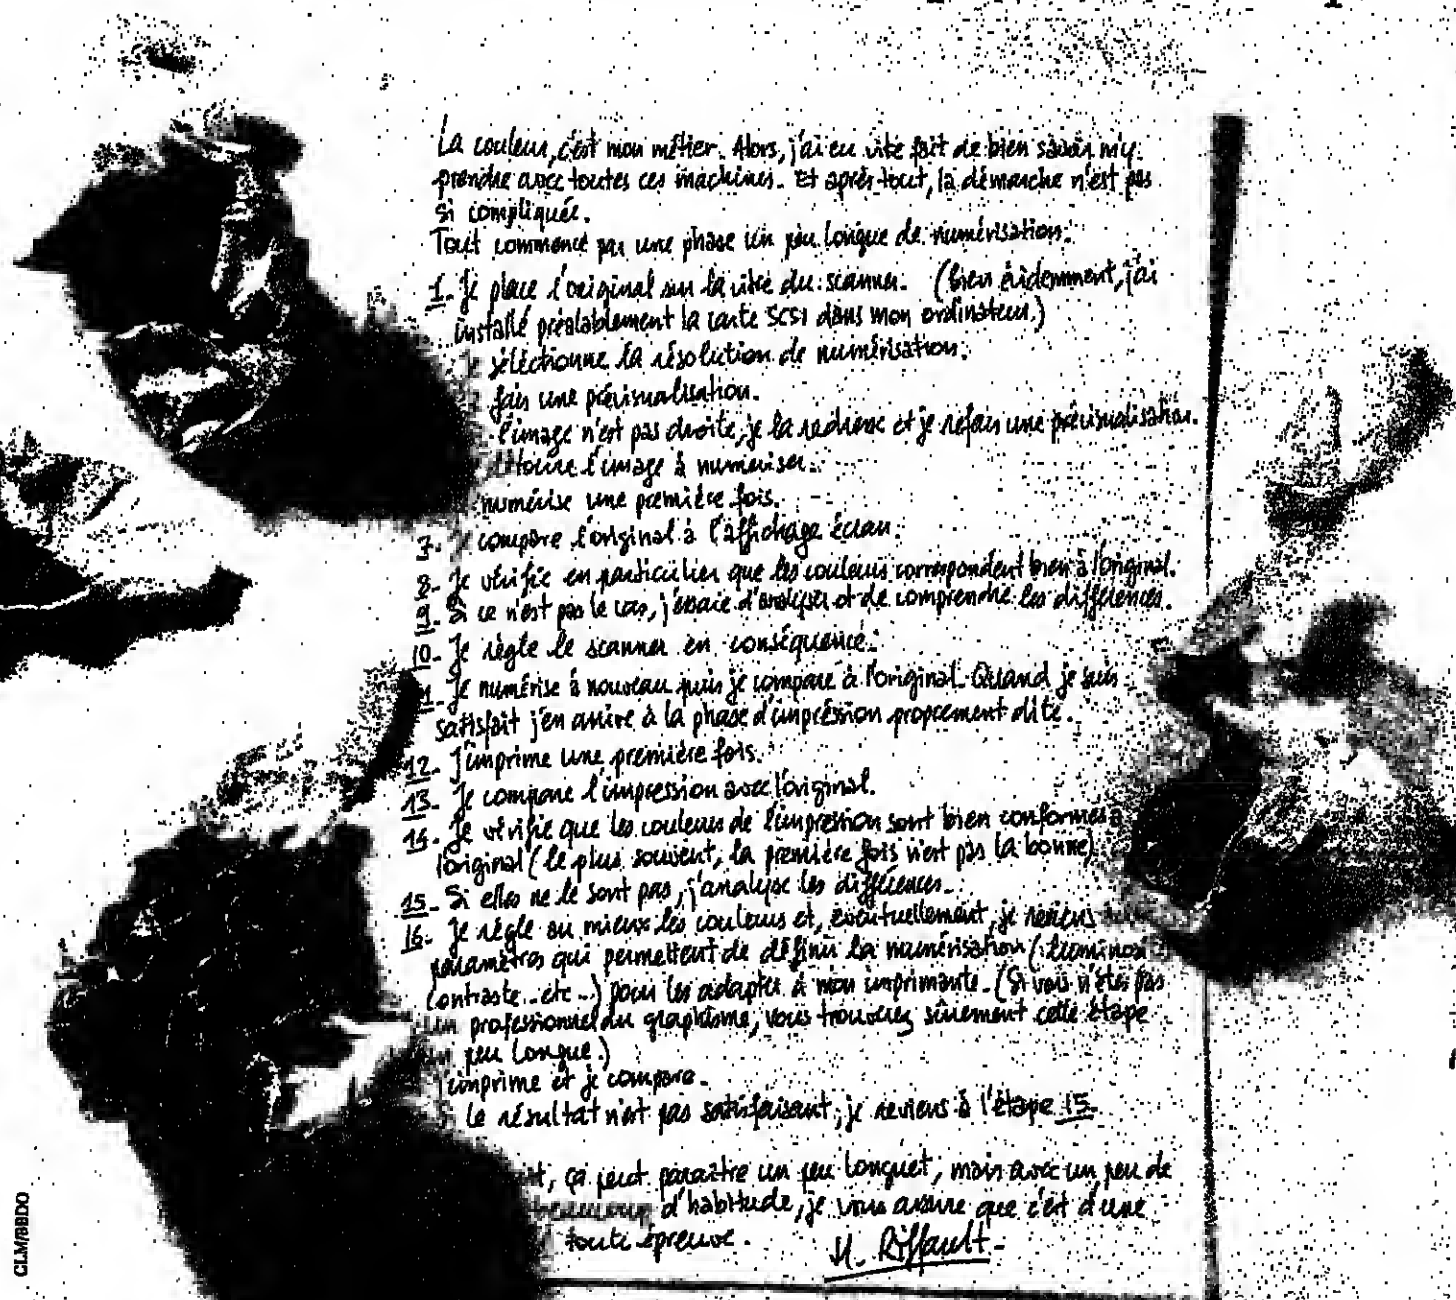 La couleur, c'est mon métier. Alors, j'ai eu vite fait de bien savoir m'y
prendre avec toutes ces machines. Et après tout, la démarche n'est pas
si compliquée.
Tout commence par une phase un peu longue de numérisation.
1. Je place l'original sur la vitre du scanner. (bien évidemment, j'ai
installé préalablement la carte SCSI dans mon ordinateur.)
je séléctionne la résolution de numérisation.
fais une prévisualisation.
l'image n'est pas droite, je la redresse et je refais une prévisualisation.
détoure l'image à numériser.
numérise une première fois.
7. Je compare l'original à l'affichage écran.
8. Je vérifie en particulier que les couleurs correspondent bien à l'original.
9. Si ce n'est pas le cas, j'essaie d'analyser et de comprendre les différences.
10. Je règle le scanner en conséquence.
11. Je numérise à nouveau puis je compare à l'original. Quand je suis
satisfait j'en arrive à la phase d'impression proprement dite.
12. J'imprime une première fois.
13. Je compare l'impression avec l'original.
14. Je vérifie que les couleurs de l'impression sont bien conformes à
l'original (le plus souvent, la première fois n'est pas la bonne).
15. Si elles ne le sont pas, j'analyse les différences.
16. Je règle au mieux les couleurs et, éventuellement, je reviens
paramètres qui permettent de définir la numérisation (luminosi
contraste...etc...) pour les adapter à mon imprimante. (Si vous n'êtes pas
un professionnel du graphisme, vous trouverez sûrement cette étape
un peu longue.)
j'imprime et je compare.
le résultat n'est pas satisfaisant, je reviens à l'étape 15.
nt, ça peut paraître un peu longuet, mais avec un peu de
beaucoup d'habitude, je vous assure que c'est d'une
toute épreuve.
H. Riffault
CLM/BBDO